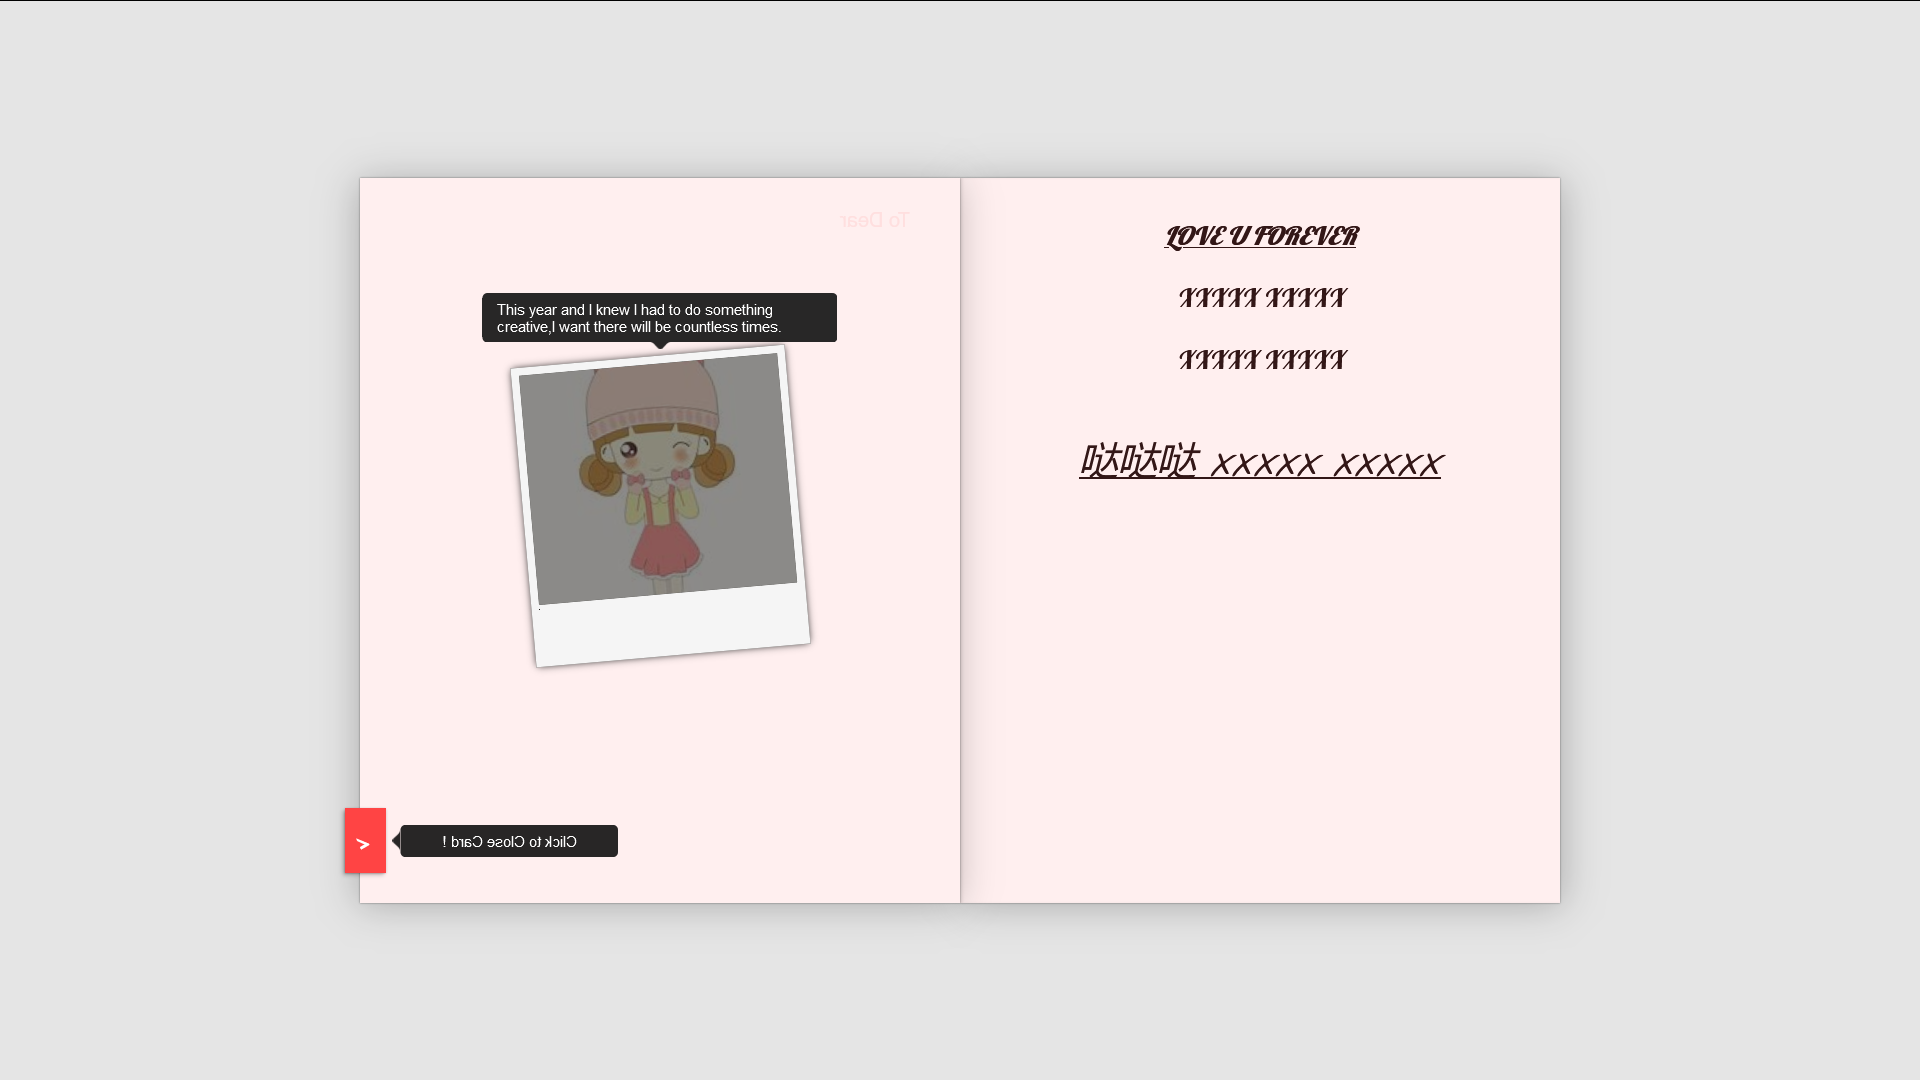 To Dear
This year and I knew I had to do something
creative,I want there will be countless times.
<
Click to Close Card !
LOVE U FOREVER
XXXXX XXXXX
XXXXX XXXXX
哒哒哒 xxxxx xxxxx